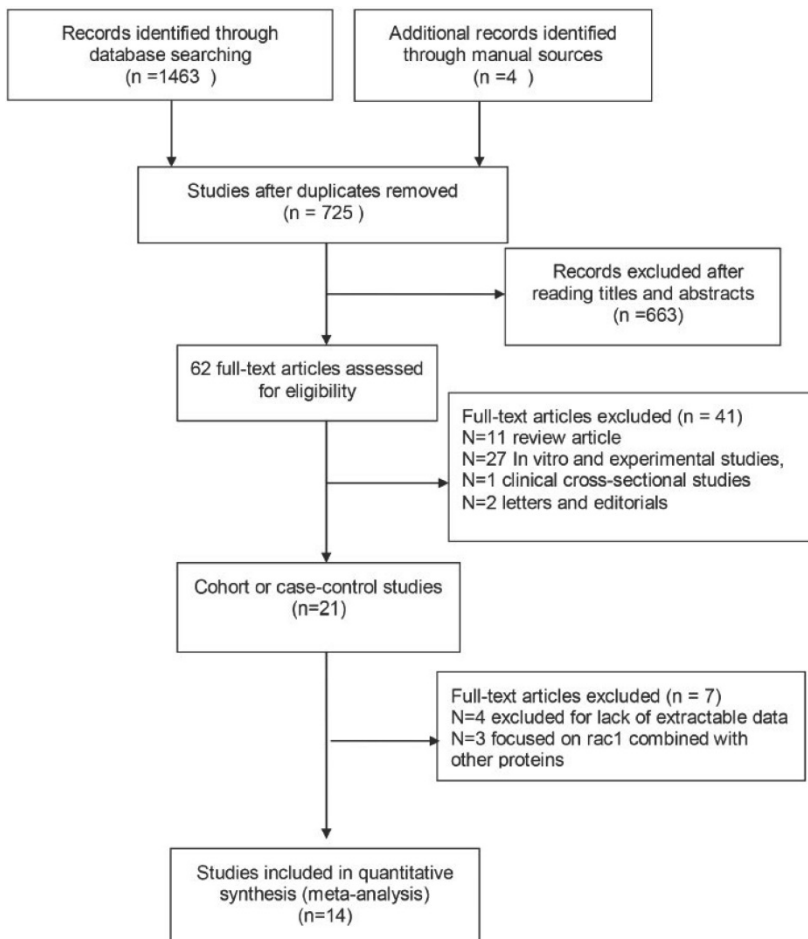 Records identified through
database searching
(n =1463 )
Additional records identified
through manual sources
(n =4 )
Studies after duplicates removed
(n = 725 )
Records excluded after
reading titles and abstracts
(n =663)
62 full-text articles assessed
for eligibility
Full-text articles excluded (n = 41)
N=11 review article
N=27 In vitro and experimental studies,
N=1 clinical cross-sectional studies
N=2 letters and editorials
Cohort or case-control studies
(n=21)
Full-text articles excluded (n = 7)
N=4 excluded for lack of extractable data
N=3 focused on rac1 combined with
other proteins
Studies included in quantitative
synthesis (meta-analysis)
(n=14)